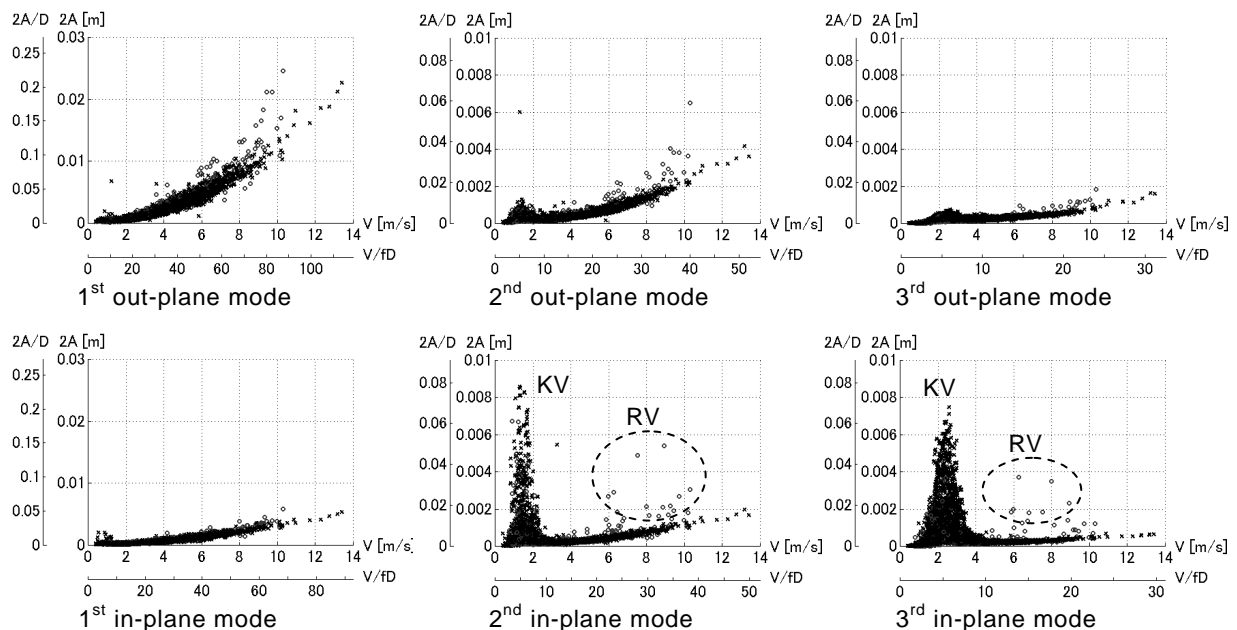 2A/D 2A [m]
0.25 0.03
0.2 0.02
0.15
0.1 0.01
0.05
0 0
V [m/s]
0 2 4 6 8 10 12 14
V/fD
0 20 40 60 80 100
1st out-plane mode
2A/D 2A [m]
0.01
0.08 0.008
0.06 0.006
0.04 0.004
0.02 0.002
0 0
V [m/s]
0 2 4 6 8 10 12 14
V/fD
0 10 20 30 40 50
2nd out-plane mode
2A/D 2A [m]
0.01
0.08 0.008
0.06 0.006
0.04 0.004
0.02 0.002
0 0
V [m/s]
0 2 4 6 8 10 12 14
V/fD
0 10 20 30
3rd out-plane mode
2A/D 2A [m]
0.25 0.03
0.2 0.02
0.15
0.1 0.01
0.05
0 0
V [m/s]
0 2 4 6 8 10 12 14
V/fD
0 20 40 60 80
1st in-plane mode
2A/D 2A [m]
0.01
0.08 0.008
0.06 0.006
0.04 0.004
0.02 0.002
0 0
KV
RV
V [m/s]
0 2 4 6 8 10 12 14
V/fD
0 10 20 30 40 50
2nd in-plane mode
2A/D 2A [m]
0.01
0.08 0.008
0.06 0.006
0.04 0.004
0.02 0.002
0 0
KV
RV
V [m/s]
0 2 4 6 8 10 12 14
V/fD
0 10 20 30
3rd in-plane mode